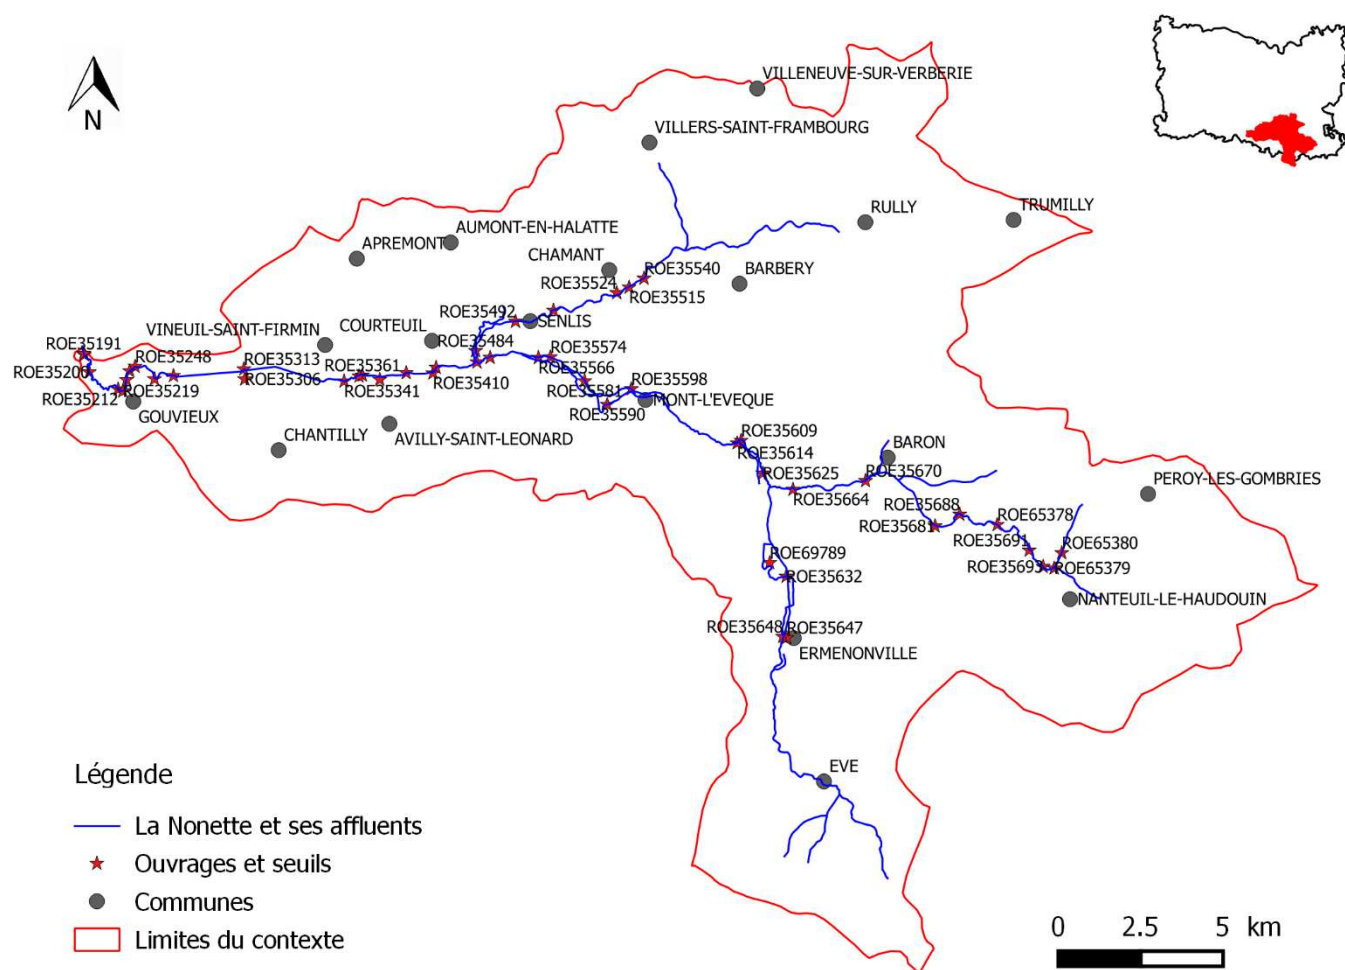 VILLENEUVE-SUR-VERBERIE
N
VILLERS-SAINT-FRAMBOURG
RULLY
TRUMILLY
AUMONT-EN-HALATTE
APREMONT
CHAMANT
ROE35540
ROE35524
BARBERY
ROE35515
ROE35492
SENLIS
VINEUIL-SAINT-FIRMIN
COURTEUIL
ROE35191
ROE35484
ROE35574
ROE35248
ROE35313
ROE35361
ROE35566
ROE35200
ROE35306
ROE35410
ROE35219
ROE35341
ROE35598
ROE35212
ROE35581
MONT-L'EVEQUE
GOUVIEUX
ROE35590
CHANTILLY
AVILLY-SAINT-LEONARD
ROE35609
BARON
ROE35614
ROE35625
ROE35670
PEROY-LES-GOMBRIES
ROE35664
ROE35688
ROE65378
ROE35681
ROE35691
ROE65380
ROE69789
ROE35693
ROE65379
ROE35632
NANTEUIL-LE-HAUDOUIN
ROE35648
ROE35647
ERMENONVILLE
EVE
Légende
La Nonette et ses affluents
Ouvrages et seuils
Communes
Limites du contexte
0 2.5 5 km